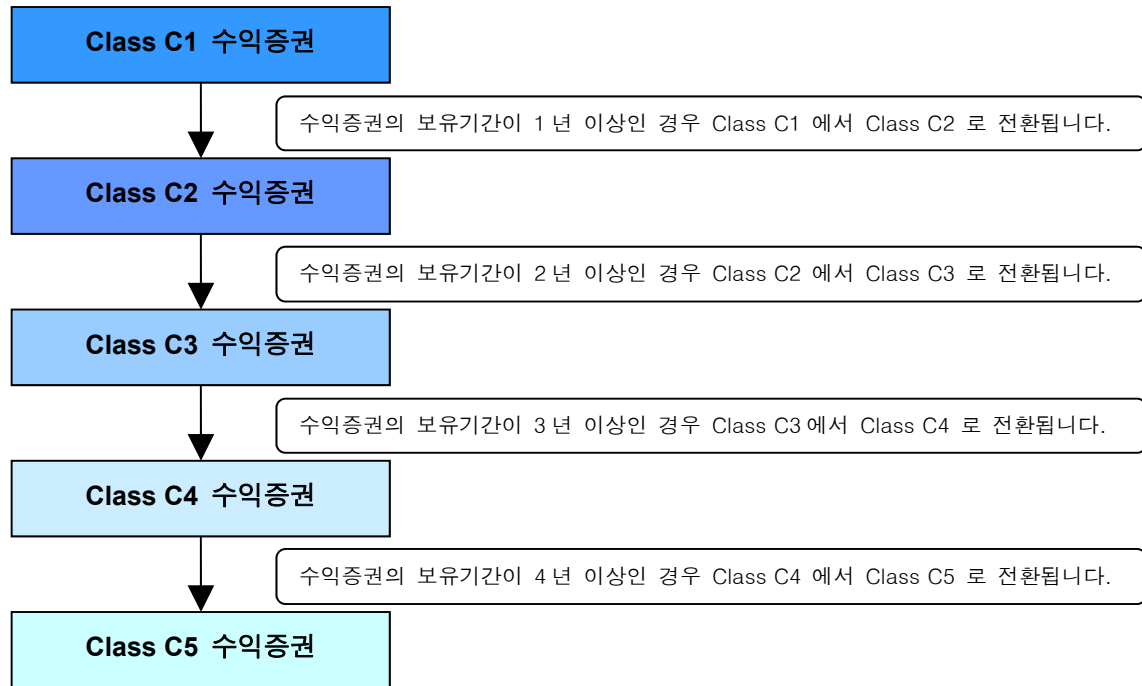 Class C1 수익증권
수익증권의 보유기간이 1년 이상인 경우 Class C1 에서 Class C2 로 전환됩니다.
Class C2 수익증권
수익증권의 보유기간이 2년 이상인 경우 Class C2 에서 Class C3 로 전환됩니다.
Class C3 수익증권
수익증권의 보유기간이 3년 이상인 경우 Class C3에서 Class C4 로 전환됩니다.
Class C4 수익증권
수익증권의 보유기간이 4년 이상인 경우 Class C4 에서 Class C5 로 전환됩니다.
Class C5 수익증권